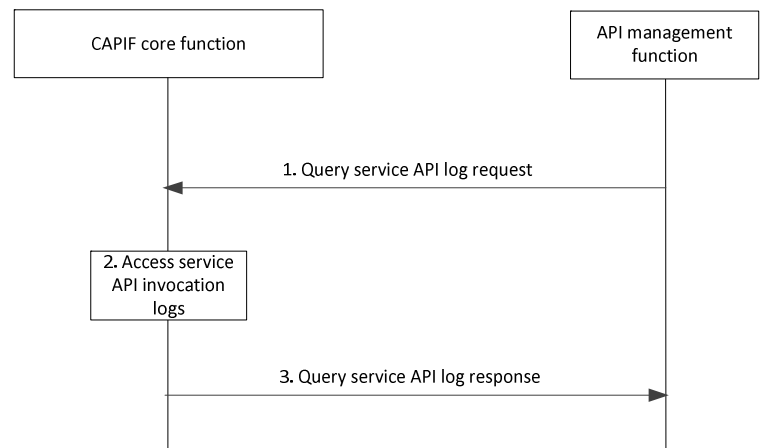 CAPIF core function
API management
function
1. Query service API log request
2. Access service
API invocation
logs
3. Query service API log response